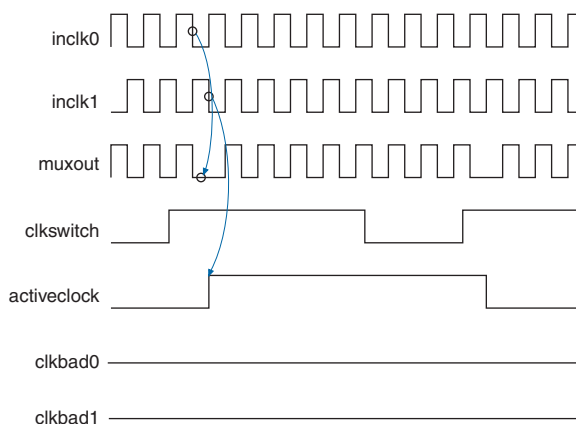 inclk0
inclk1
muxout
clkswitch
activeclock
clkbad0
clkbad1